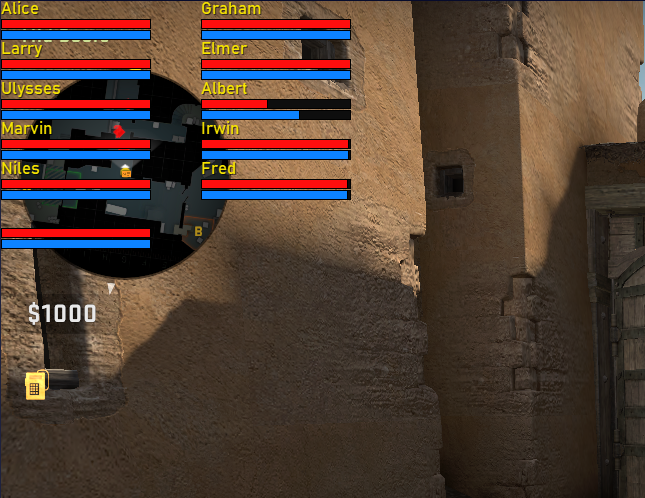 Alice
Graham
Larry
Elmer
Ulysses
Albert
Marvin
Irwin
Niles
Fred
B
$1000